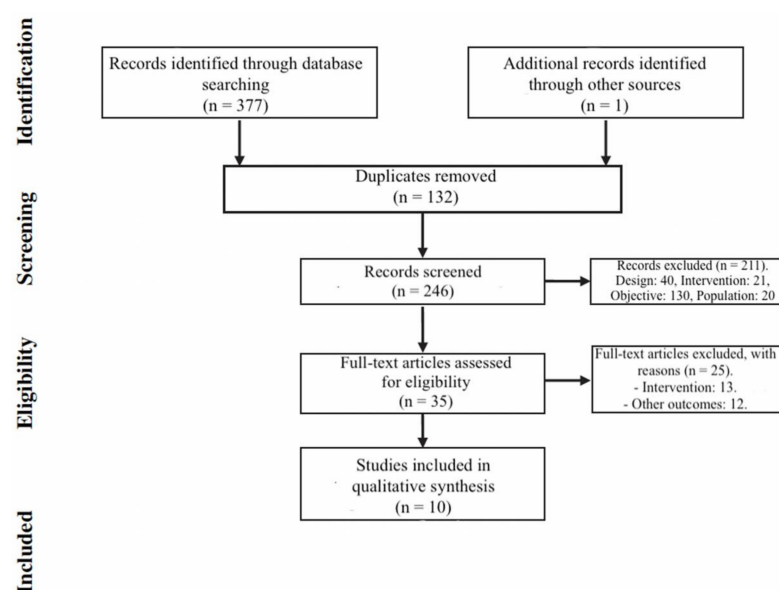 Identification
Records identified through database
searching
(n = 377)
Additional records identified
through other sources
(n = 1)
Duplicates removed
(n = 132)
Screening
Records screened
(n = 246)
Records excluded (n = 211).
Design: 40, Intervention: 21,
Objective: 130, Population: 20
Eligibility
Full-text articles assessed
for eligibility
(n = 35)
Full-text articles excluded, with
reasons (n = 25).
- Intervention: 13.
- Other outcomes: 12.
Included
Studies included in
qualitative synthesis
(n = 10)